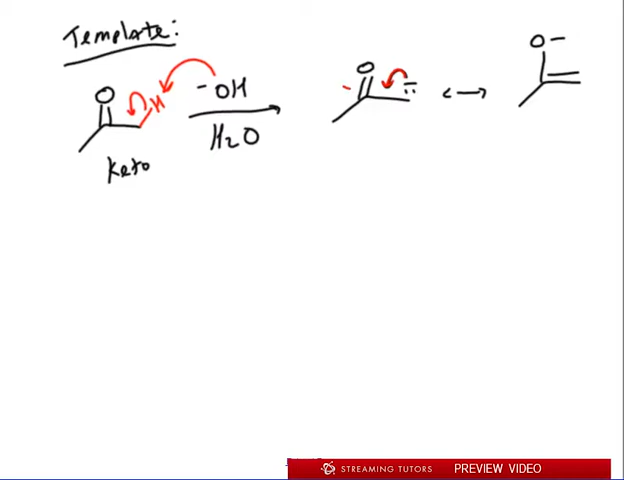 Template:
O
H
-OH
H2O
keto
O
O -
STREAMING TUTORS PREVIEW VIDEO